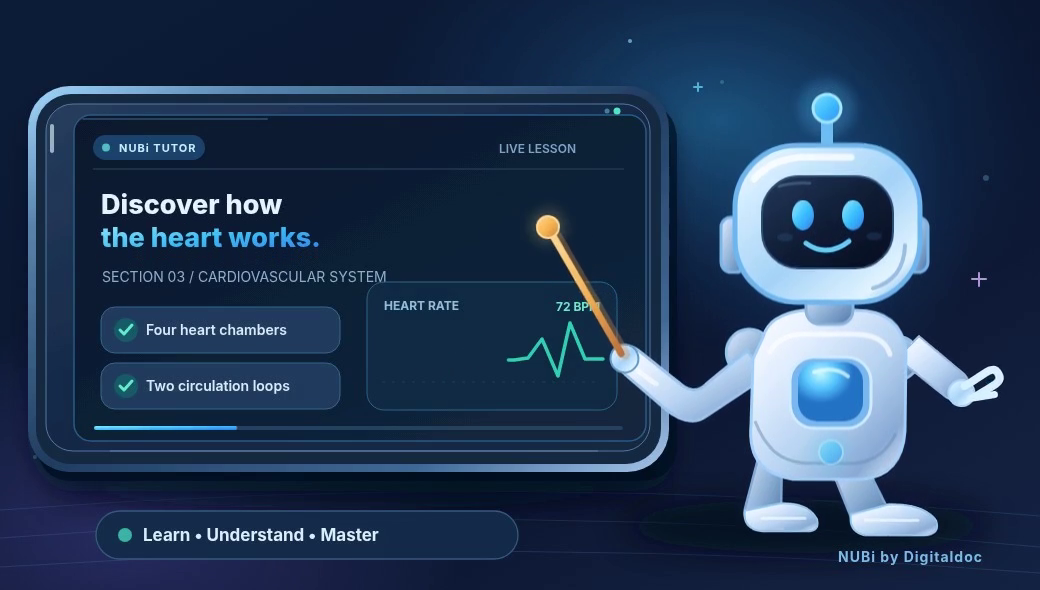 NUBi TUTOR
LIVE LESSON
Discover how
the heart works.
SECTION 03 / CARDIOVASCULAR SYSTEM
HEART RATE
72 BPM
Four heart chambers
Two circulation loops
Learn • Understand • Master
NUBi by Digitaldoc